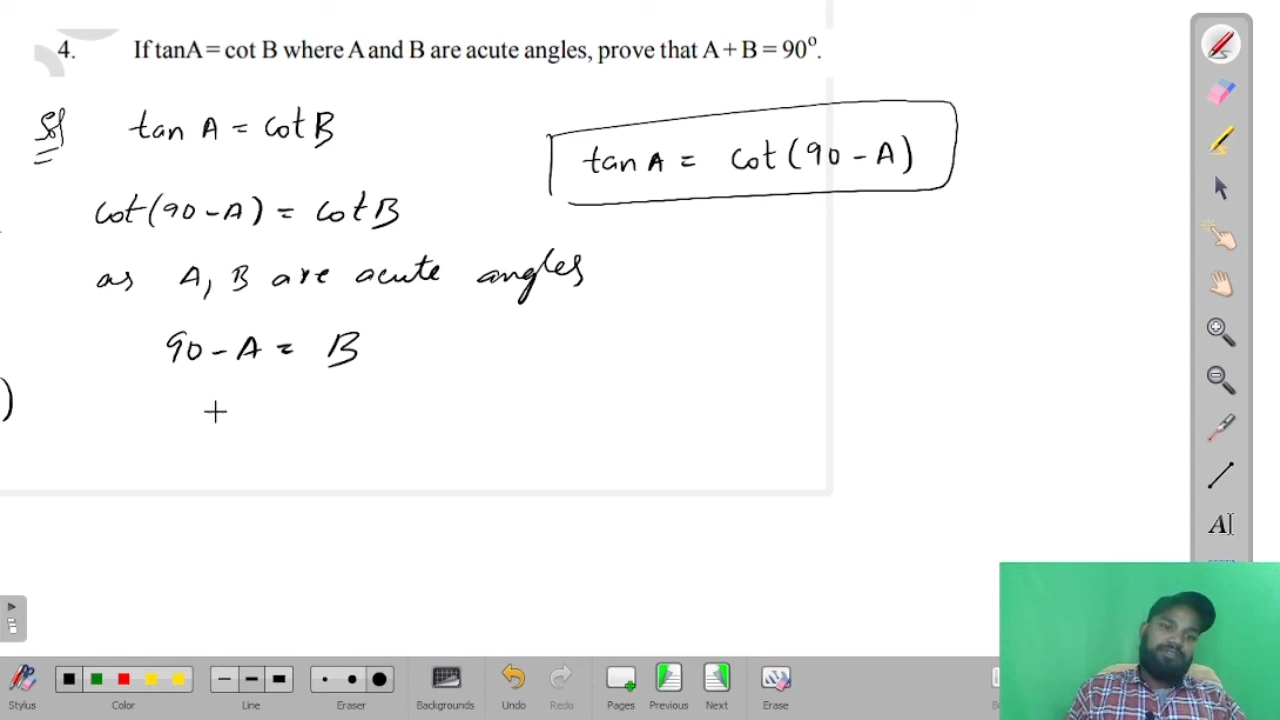 4. If tanA = cot B where A and B are acute angles, prove that A + B = 90⁰.
Sol tan A = cot B
tan A = cot (90 - A)
cot (90 - A) = cot B
as A, B are acute angles
90 - A = B
)
+
A
Stylus
Color
Line
Eraser
Backgrounds
Undo
Redo
Pages
Previous
Next
Erase